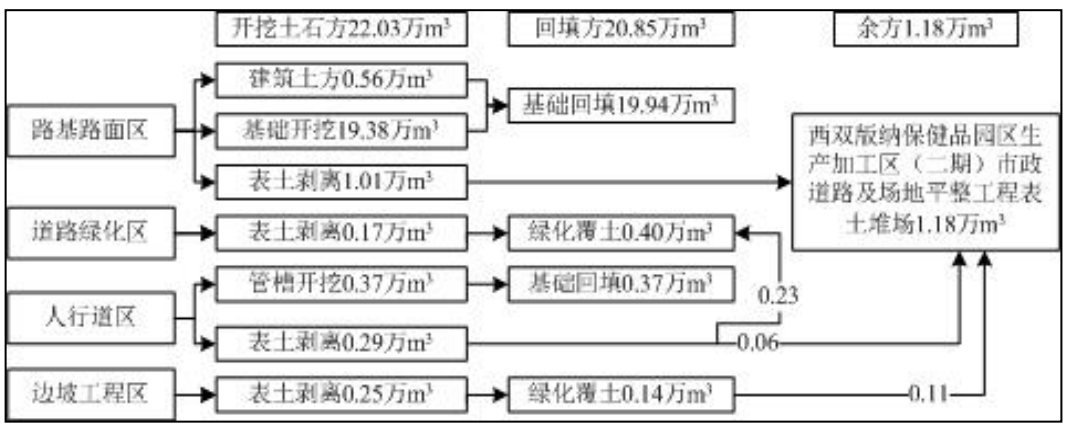 开挖土石方22.03万m³
回填方20.85万m³
余方1.18万m³
路基路面区
建筑土方0.56万m³
基础开挖19.38万m³
表土剥离1.01万m³
基础回填19.94万m³
西双版纳保健品园区生
产加工区（二期）市政
道路及场地平整工程表
土堆场1.18万m³
道路绿化区
表土剥离0.17万m³
绿化覆土0.40万m³
人行道区
管槽开挖0.37万m³
基础回填0.37万m³
0.23
表土剥离0.29万m³
0.06
边坡工程区
表土剥离0.25万m³
绿化覆土0.14万m³
0.11